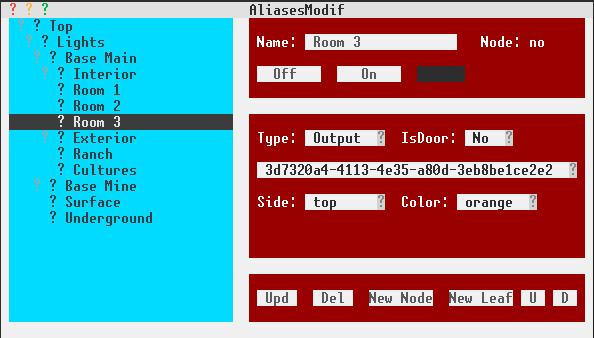 ? ? ? AliasesModif
? ? Top
? ? Lights
? ? Base Main
? ? Interior
? Room 1
? Room 2
? Room 3
? ? Exterior
? Ranch
? Cultures
? ? Base Mine
? Surface
? Underground
Name: Room 3 Node: no
Off On
Type: Output ? IsDoor: No ?
3d7320a4-4113-4e35-a80d-3eb8be1ce2e2 ?
Side: top ? Color: orange ?
Upd Del New Node New Leaf U D